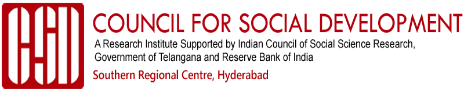 CSD
COUNCIL FOR SOCIAL DEVELOPMENT
A Research Institute Supported by Indian Council of Social Science Research,
Government of Telangana and Reserve Bank of India
Southern Regional Centre, Hyderabad